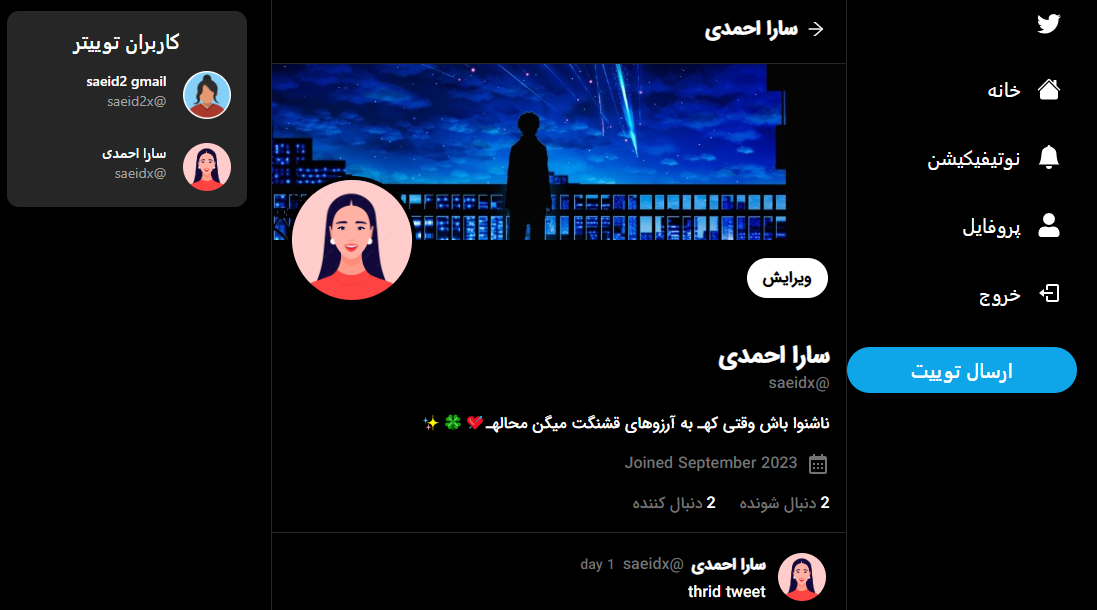 سارا احمدی
خانه
نوتیفیکیشن
پروفایل
خروج
ارسال توییت
ویرایش
سارا احمدی
saeidx@
ناشنوا باش وقتی کهـ به آرزوهای قشنگت میگن محالهـ 💘 🍀 ✨
Joined September 2023
2 دنبال شونده 2 دنبال کننده
سارا احمدی saeidx@ day 1
thrid tweet
کاربران توییتر
saeid2 gmail
saeid2x@
سارا احمدی
saeidx@